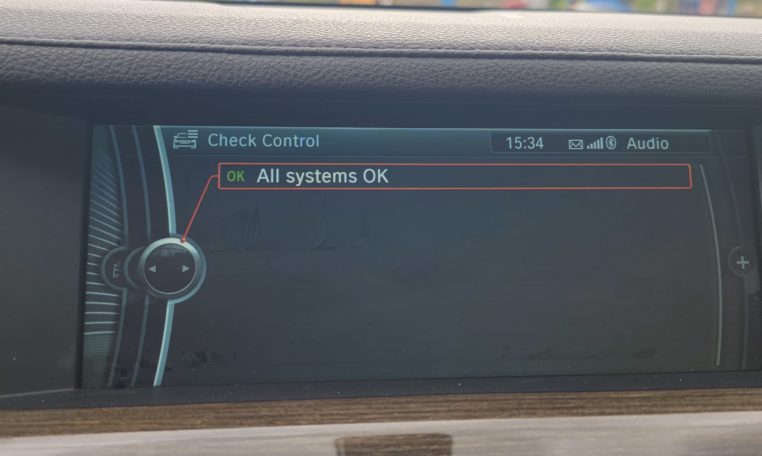 Check Control 15:34 Audio
OK All systems OK